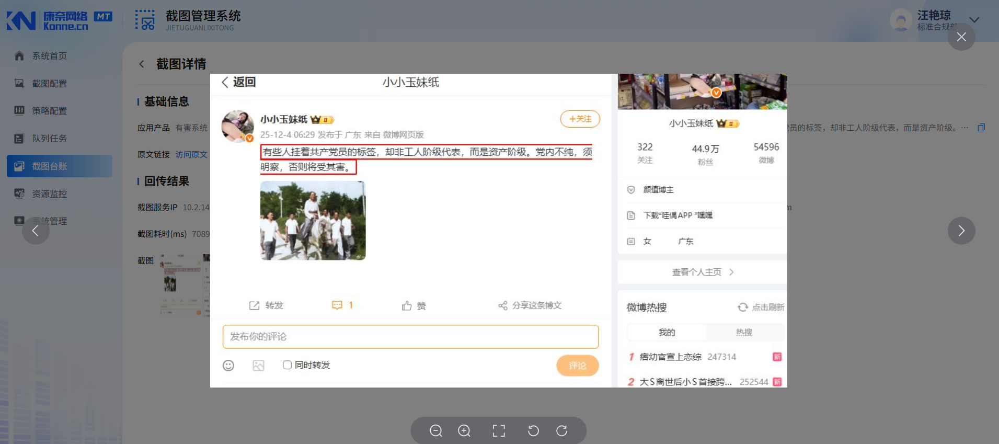 康奈网络 MT
Konne.cn
截图管理系统
JIETUGUANLIXITONG
汪艳琼
标准合规部
系统首页
截图配置
策略配置
队列任务
截图台账
资源监控
系统管理
截图详情
基础信息
应用产品 有害系统
党员的标签，却非工人阶级代表，而是资产阶级。…
原文链接 访问原文
回传结果
截图服务IP 10.2.14
m
截图耗时(ms) 7089
截图
返回
小小玉妹纸
小小玉妹纸 II
+关注
25-12-4 06:29 发布于 广东 来自 微博网页版
有些人挂着共产党员的标签，却非工人阶级代表，而是资产阶级。党内不纯，须
明察，否则将受其害。
转发
1
赞
分享这条博文
发布你的评论
同时转发
评论
小小玉妹纸 II
322 44.9万 54596
关注 粉丝 微博
颜值博主
下载“哇偶APP ”嘿嘿
女 广东
查看个人主页
微博热搜 点击刷新
我的 热搜
1 痞幼官宣上恋综 247314 新
2 大S离世后小S首接跨... 252544 新